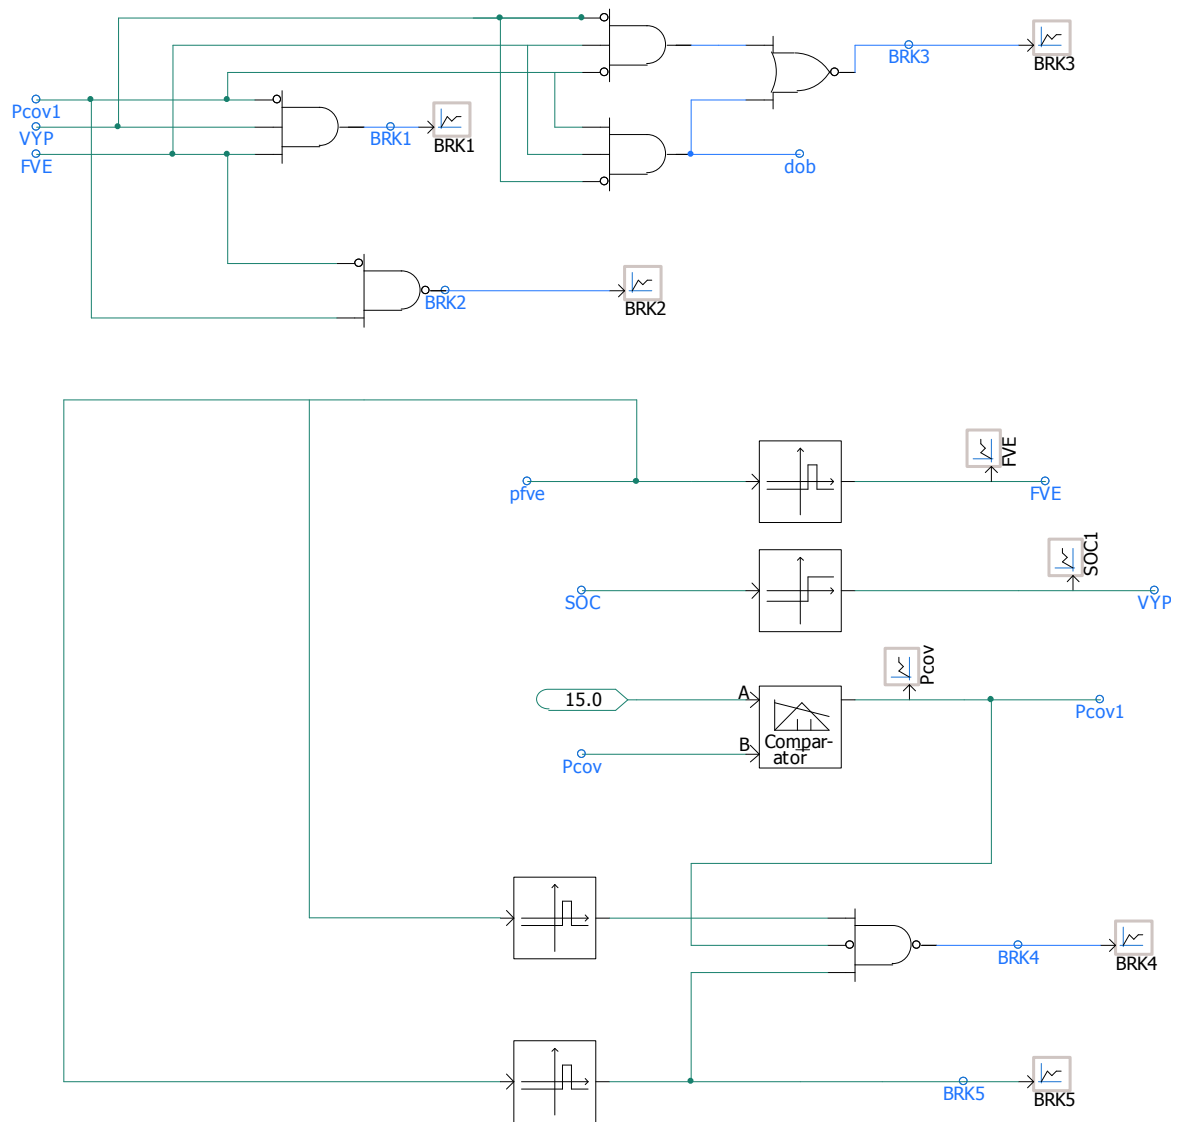 BRK3
BRK3
Pcov1
VYP
FVE
BRK1
BRK1
dob
BRK2
BRK2
pfve
FVE
FVE
SOC
SOC1
VYP
15.0
A
B
Compar-
ator
Pcov
Pcov
Pcov1
BRK4
BRK4
BRK5
BRK5